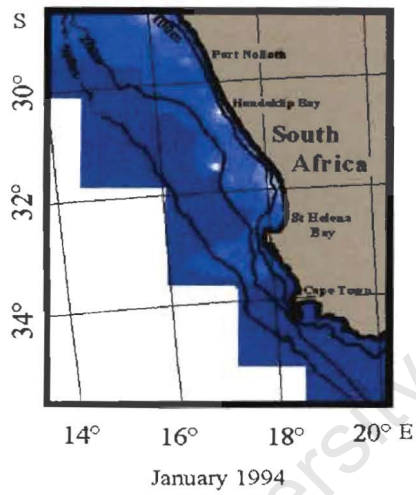 S
100m
Port Nolloth
30°
Hondeklip Bay
South
Africa
32°
St Helena
Bay
Cape Town
34°
14° 16° 18° 20° E
January 1994